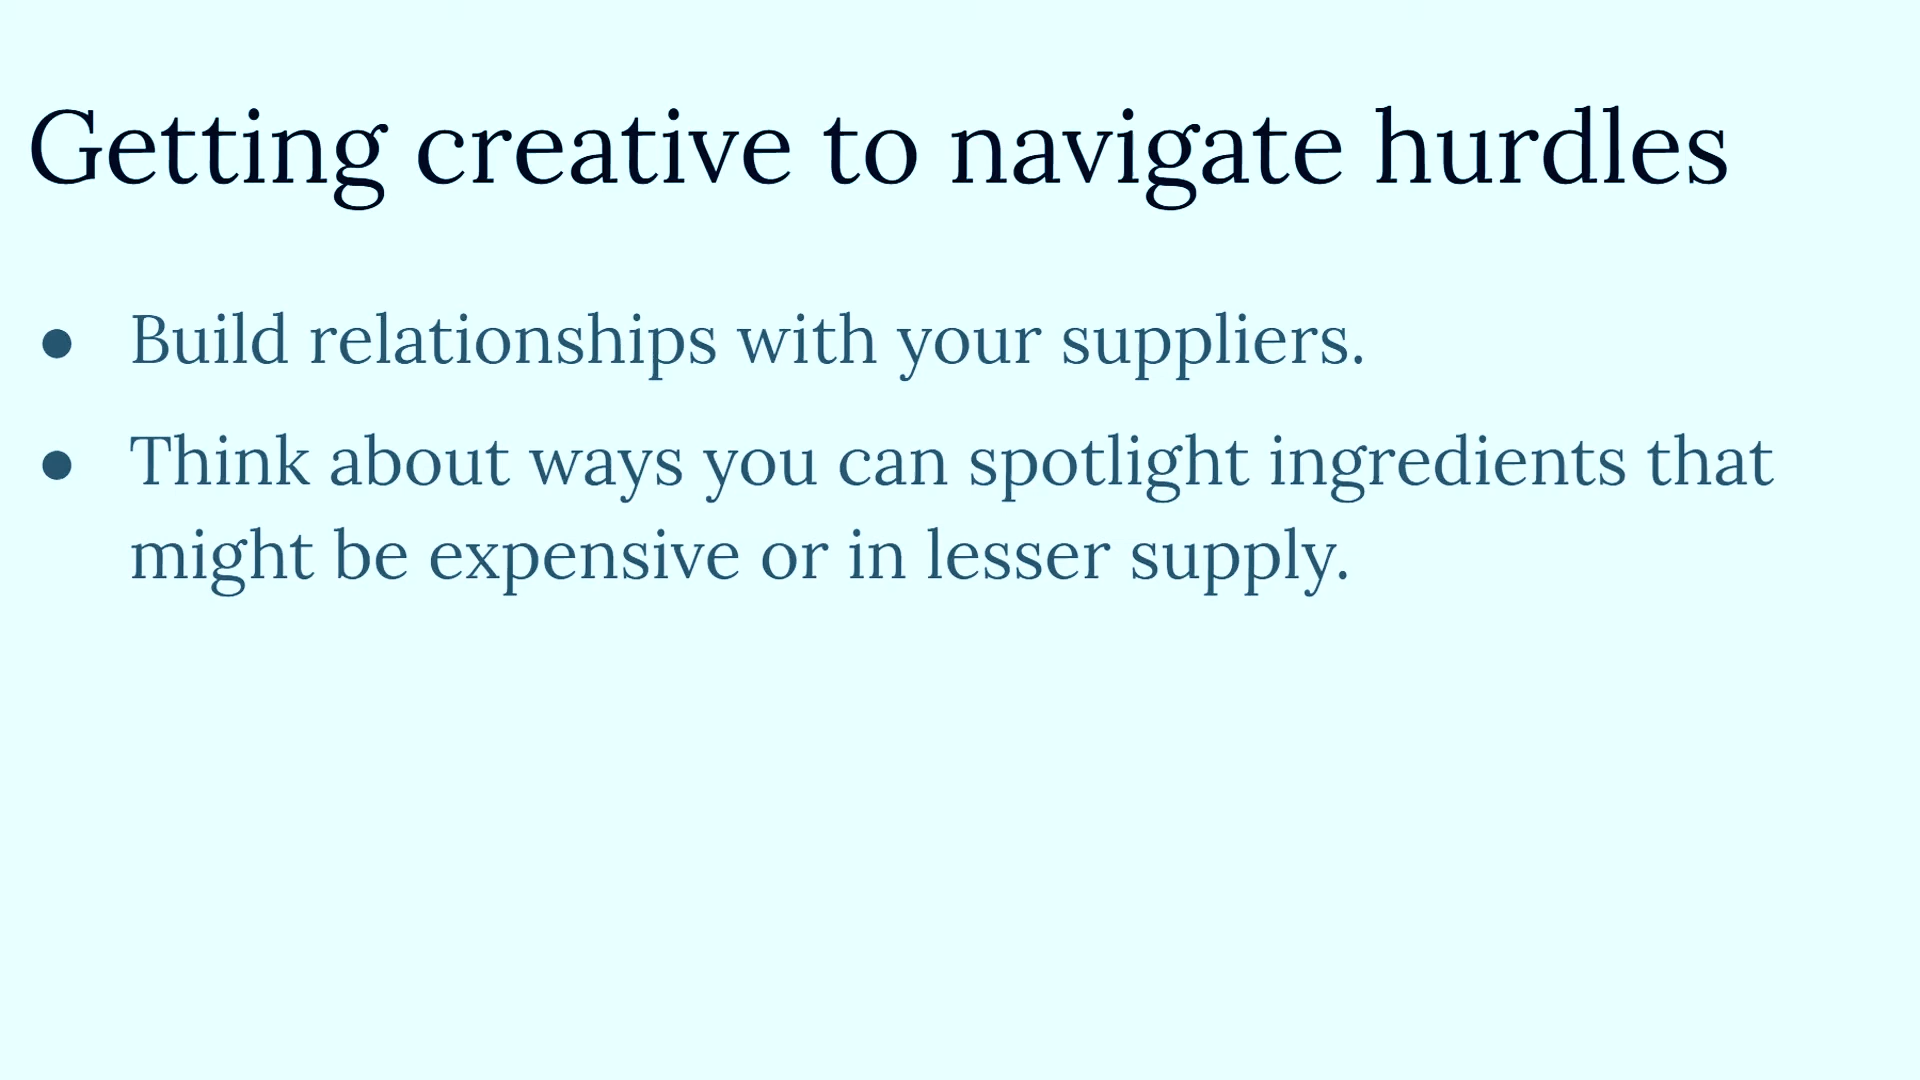 Getting creative to navigate hurdles
● Build relationships with your suppliers.
● Think about ways you can spotlight ingredients that
might be expensive or in lesser supply.